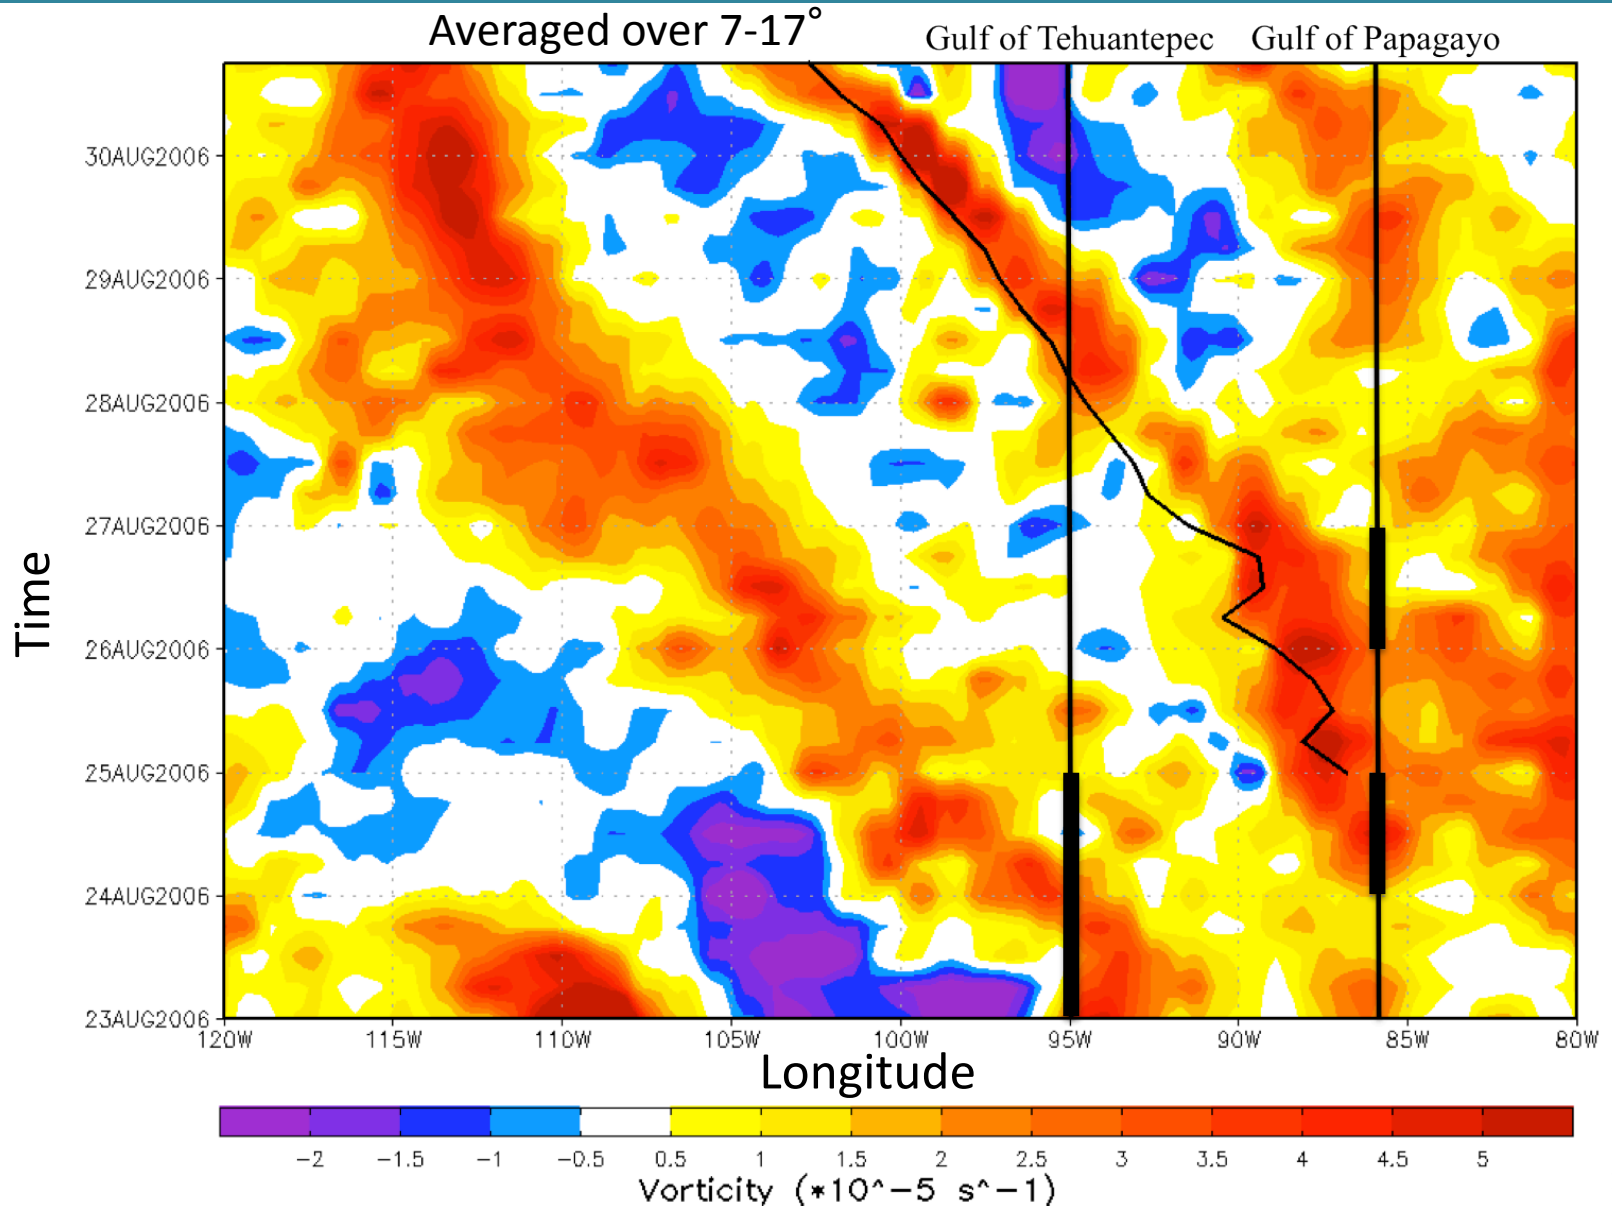 Averaged over 7-17°
Gulf of Tehuantepec
Gulf of Papagayo
30AUG2006
29AUG2006
28AUG2006
27AUG2006
26AUG2006
25AUG2006
24AUG2006
23AUG2006
Time
120W 115W 110W 105W 100W 95W 90W 85W 80W
Longitude
−2 −1.5 −1 −0.5 0.5 1 1.5 2 2.5 3 3.5 4 4.5 5
Vorticity (*10^−5 s^−1)